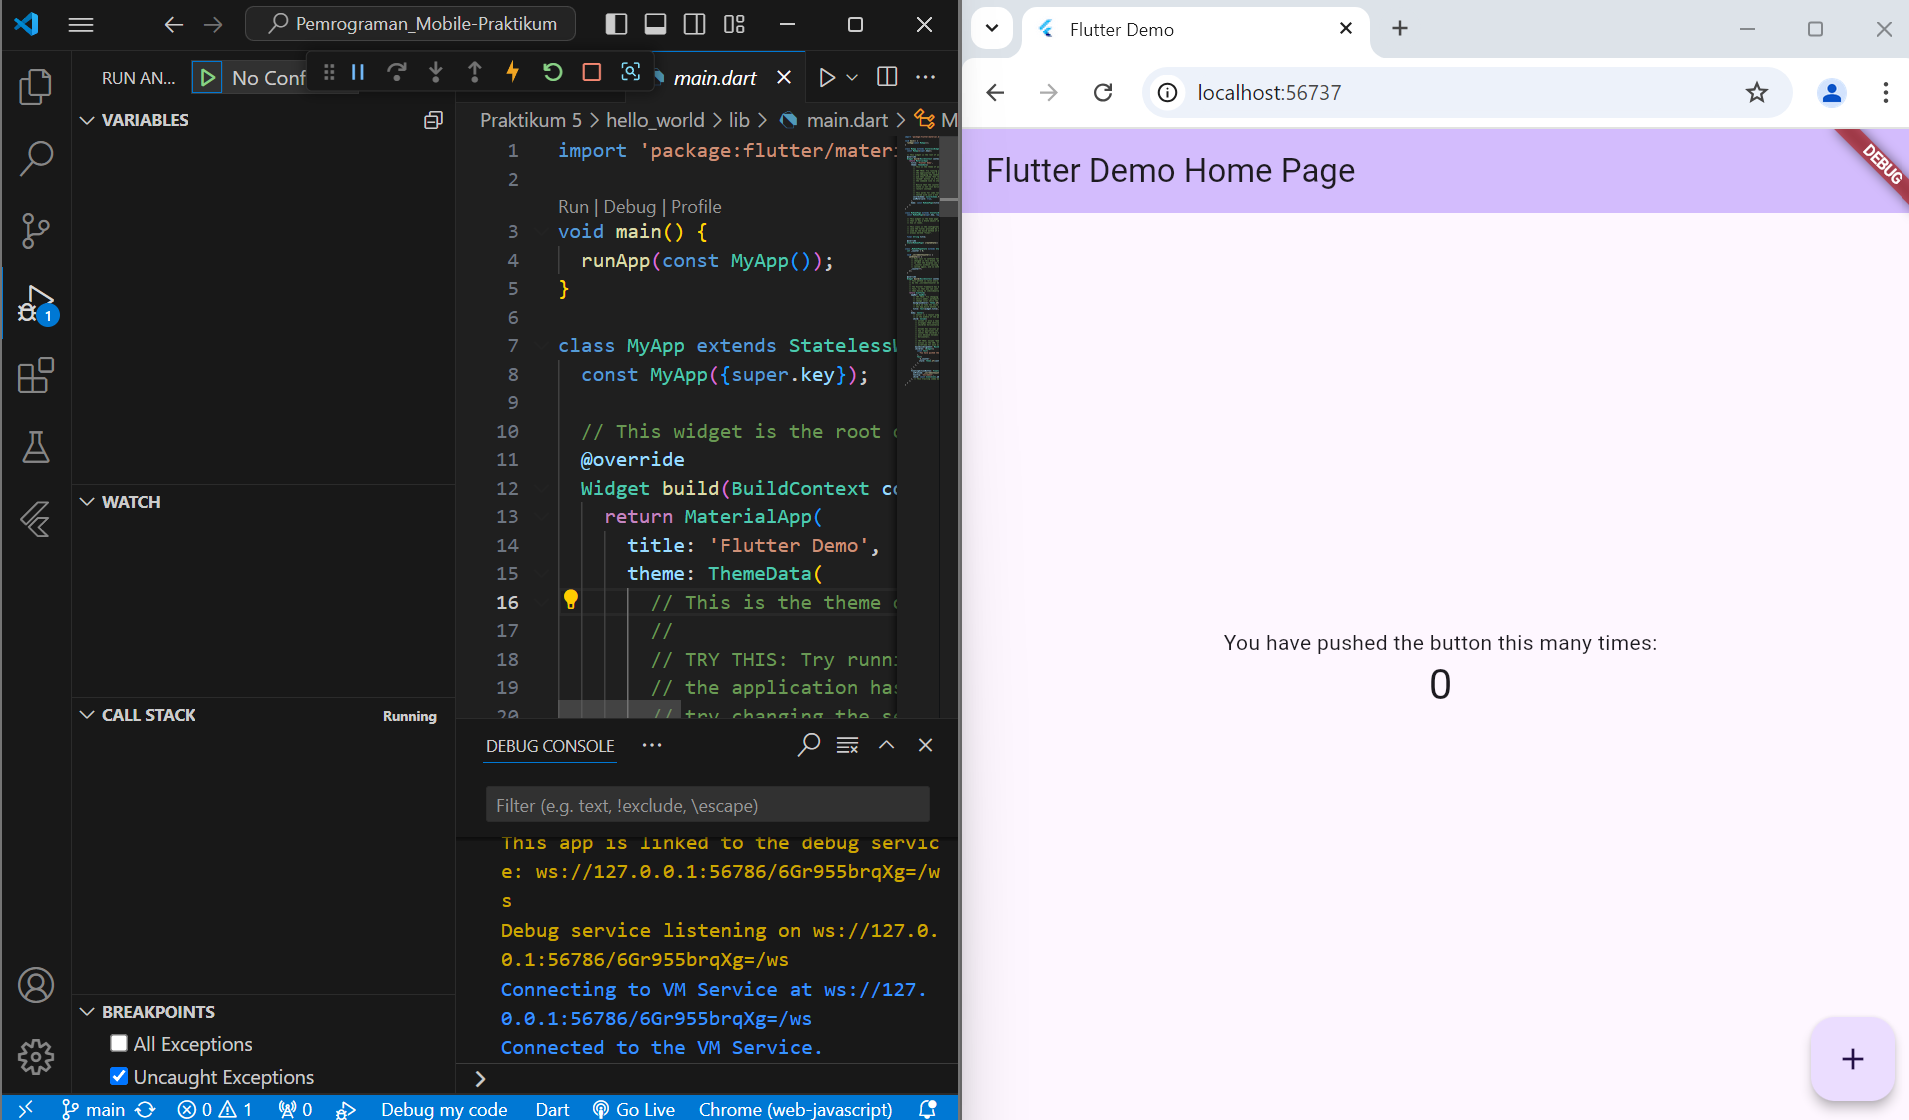 Pemrograman_Mobile-Praktikum
RUN AN...
No Conf
main.dart
VARIABLES
WATCH
CALL STACK
Running
BREAKPOINTS
All Exceptions
Uncaught Exceptions
Praktikum 5 > hello_world > lib > main.dart > M
1 import 'package:flutter/materi
2
Run | Debug | Profile
3 void main() {
4 runApp(const MyApp());
5 }
6
7 class MyApp extends StatelessW
8 const MyApp({super.key});
9
10 // This widget is the root o
11 @override
12 Widget build(BuildContext co
13 return MaterialApp(
14 title: 'Flutter Demo',
15 theme: ThemeData(
16 // This is the theme o
17 //
18 // TRY THIS: Try runni
19 // the application has
20 // try changing the se
DEBUG CONSOLE
Filter (e.g. text, !exclude, \escape)
This app is linked to the debug servic
e: ws://127.0.0.1:56786/6Gr955brqXg=/w
s
Debug service listening on ws://127.0.
0.1:56786/6Gr955brqXg=/ws
Connecting to VM Service at ws://127.
0.0.1:56786/6Gr955brqXg=/ws
Connected to the VM Service.
1
main
0
1
0
Debug my code
Dart
Go Live
Chrome (web-javascript)
Flutter Demo
localhost:56737
Flutter Demo Home Page
DEBUG
You have pushed the button this many times:
0